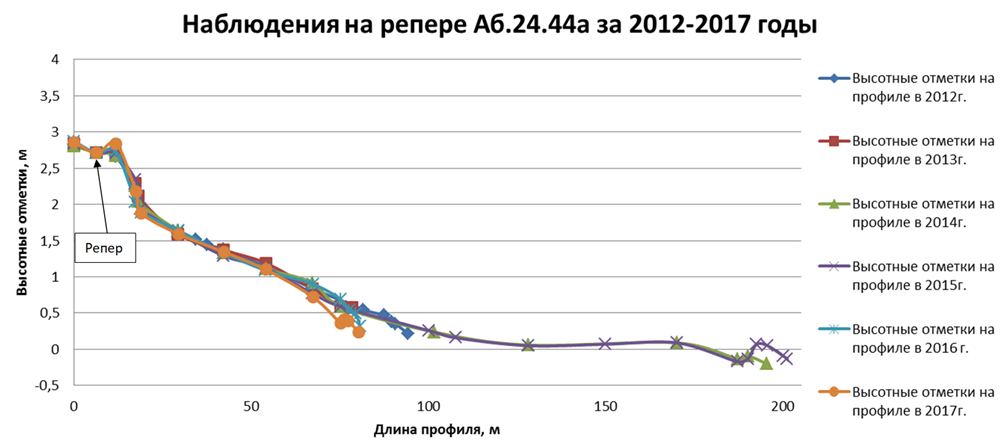 Наблюдения на репере Аб.24.44а за 2012-2017 годы
Высотные отметки, м
4
3,5
3
2,5
2
1,5
1
0,5
0
-0,5
Репер
0
50
100
150
200
Длина профиля, м
Высотные отметки на
профиле в 2012г.
Высотные отметки на
профиле в 2013г.
Высотные отметки на
профиле в 2014г.
Высотные отметки на
профиле в 2015г.
Высотные отметки на
профиле в 2016 г.
Высотные отметки на
профиле в 2017г.